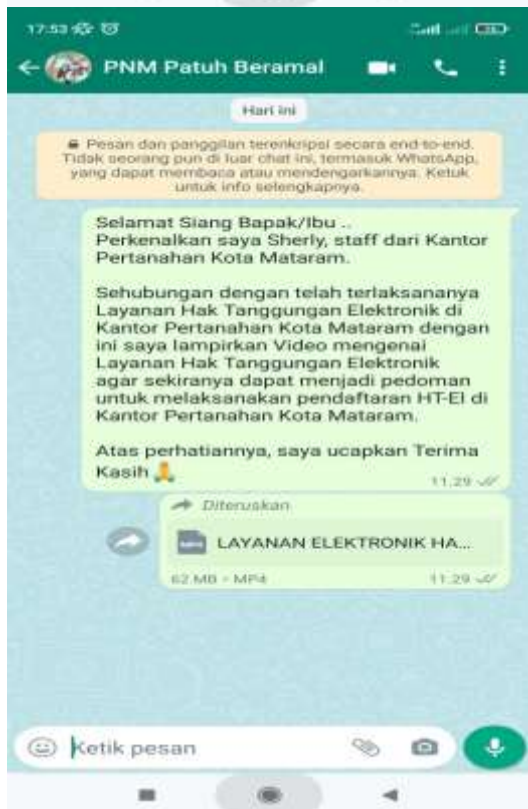 17.53
PNM Patuh Beramal
Hari ini
Pesan dan panggilan terenkripsi secara end-to-end.
Tidak seorang pun di luar chat ini, termasuk WhatsApp,
yang dapat membaca atau mendengarkannya. Ketuk
untuk info selengkapnya.
Selamat Siang Bapak/Ibu ..
Perkenalkan saya Sherly, staff dari Kantor
Pertanahan Kota Mataram.
Sehubungan dengan telah terlaksananya
Layanan Hak Tanggungan Elektronik di
Kantor Pertanahan Kota Mataram dengan
ini saya lampirkan Video mengenai
Layanan Hak Tanggungan Elektronik
agar sekiranya dapat menjadi pedoman
untuk melaksanakan pendaftaran HT-El di
Kantor Pertanahan Kota Mataram.
Atas perhatiannya, saya ucapkan Terima
Kasih 🙏
11.29
Diteruskan
LAYANAN ELEKTRONIK HA...
62 MB • MP4 11.29
Ketik pesan